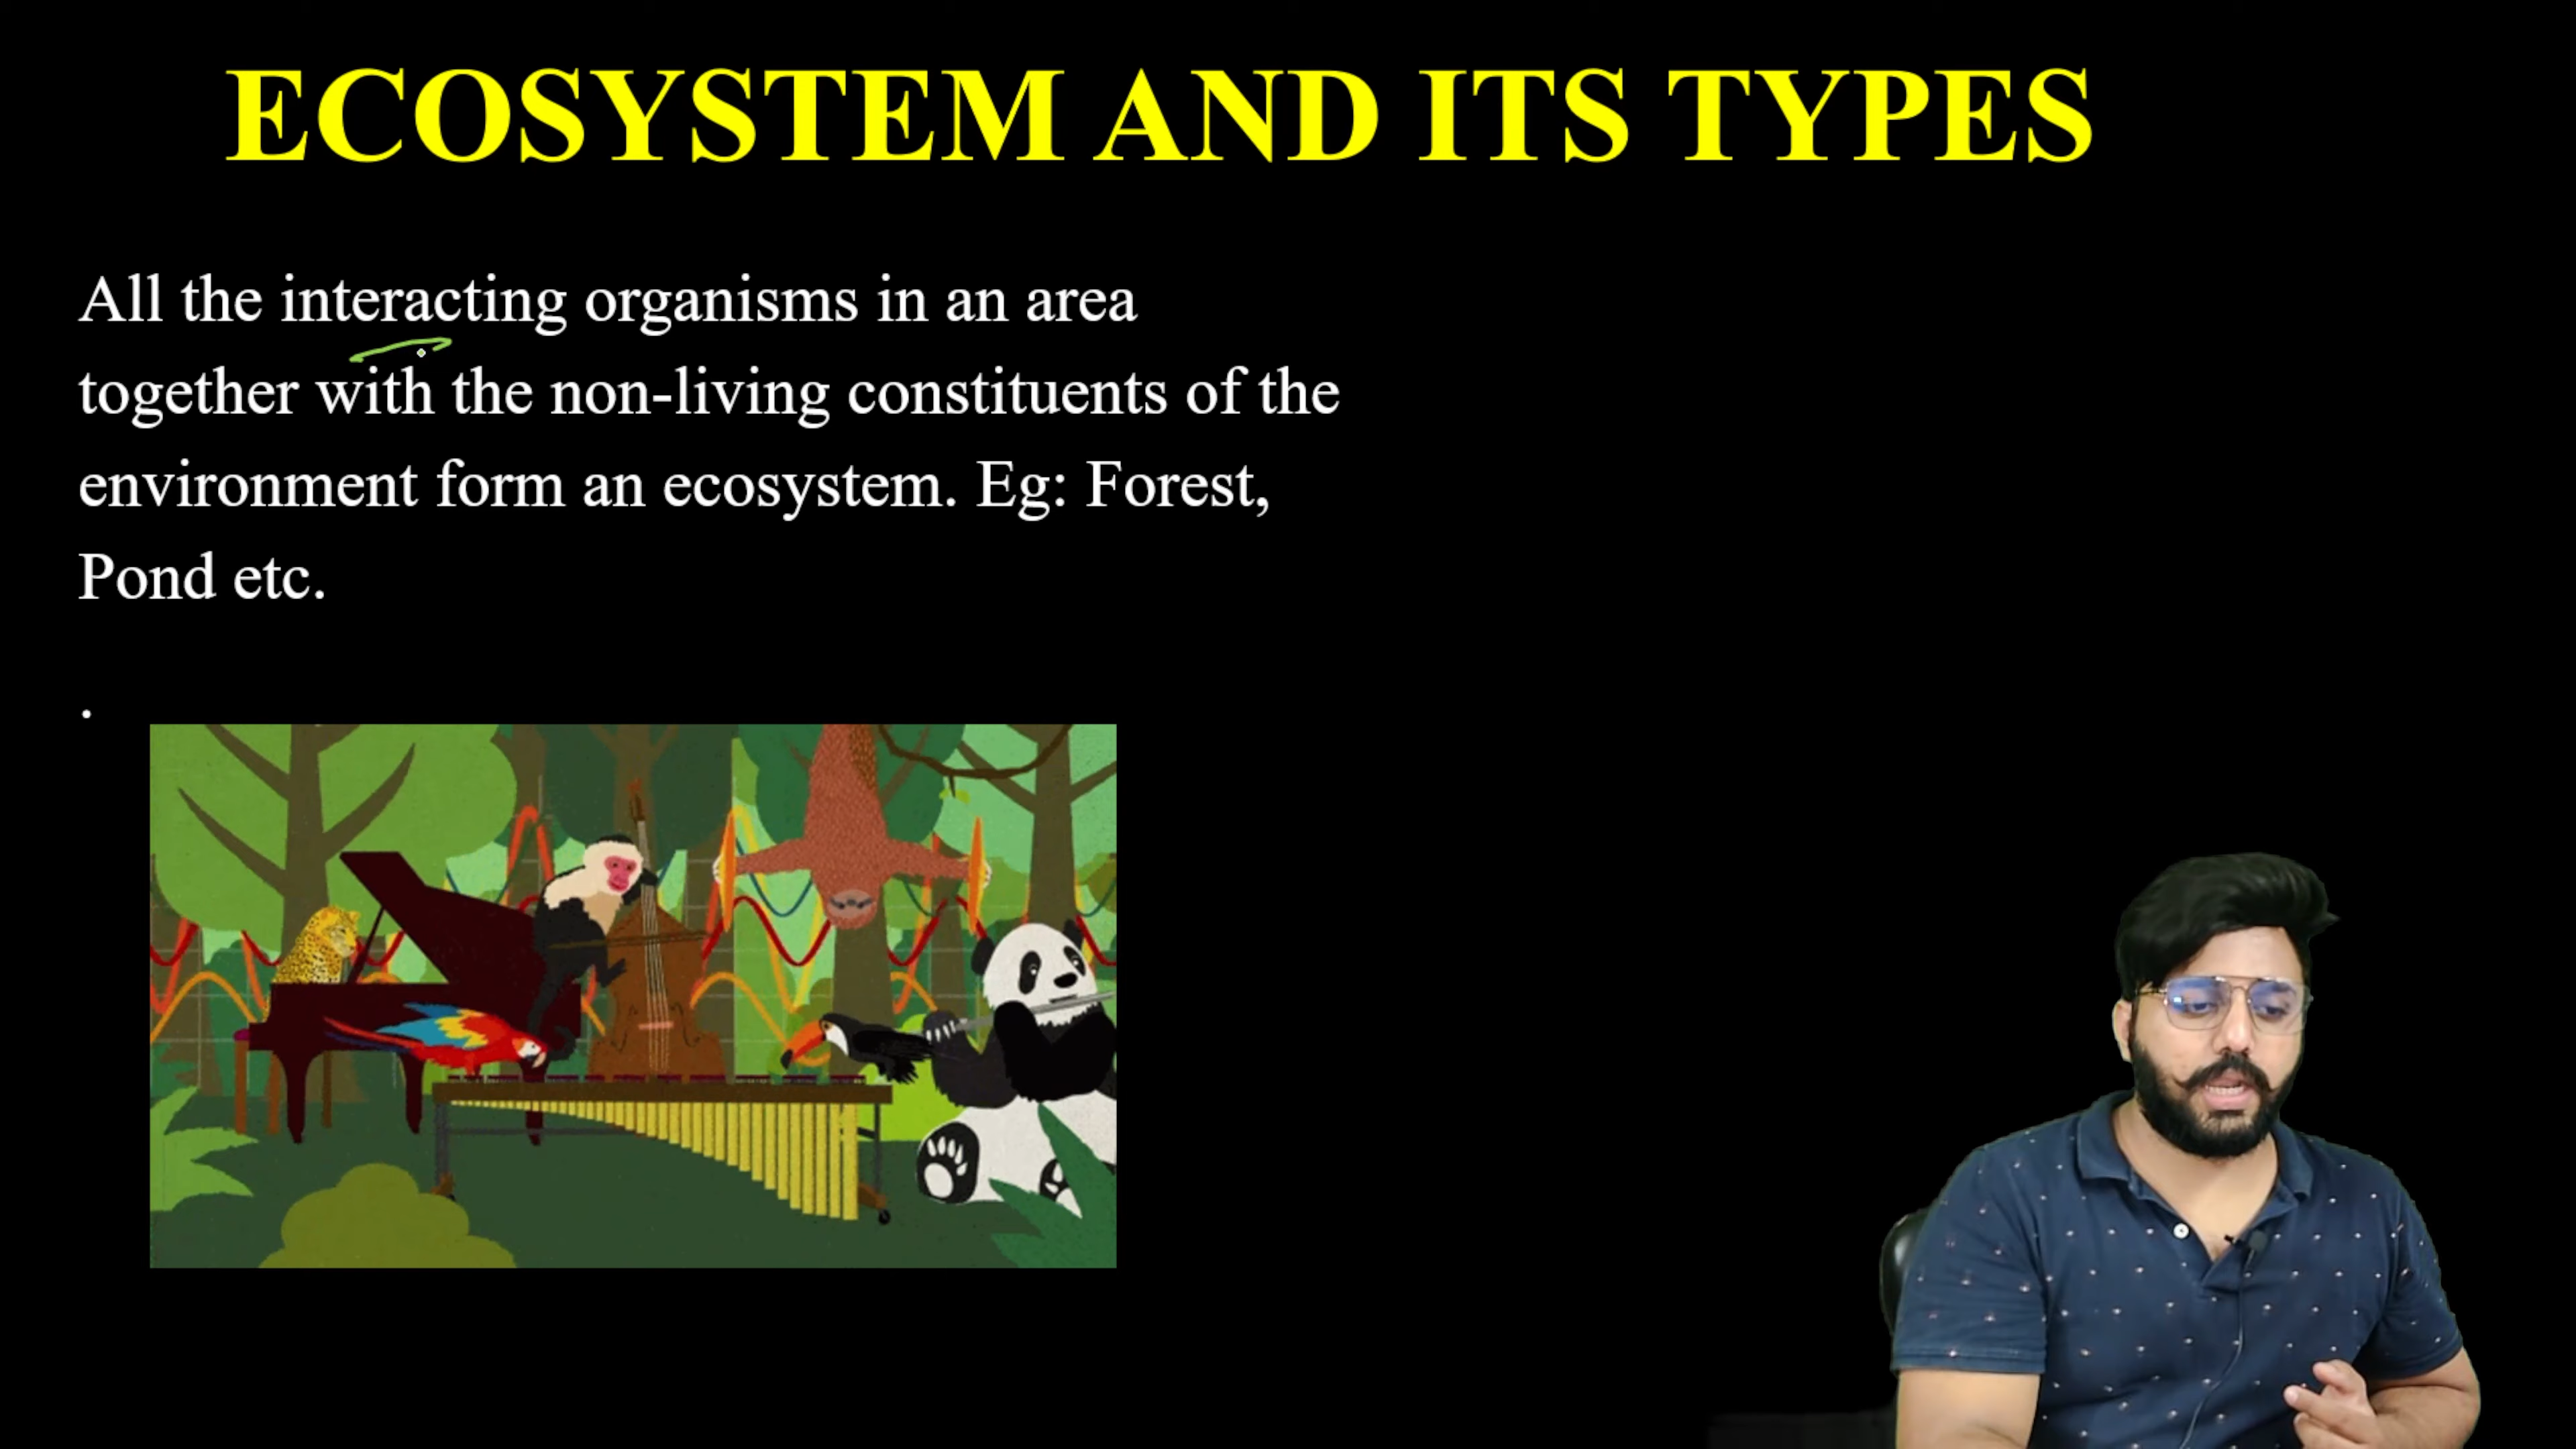 ECOSYSTEM AND ITS TYPES
All the interacting organisms in an area
together with the non-living constituents of the
environment form an ecosystem. Eg: Forest,
Pond etc.
.